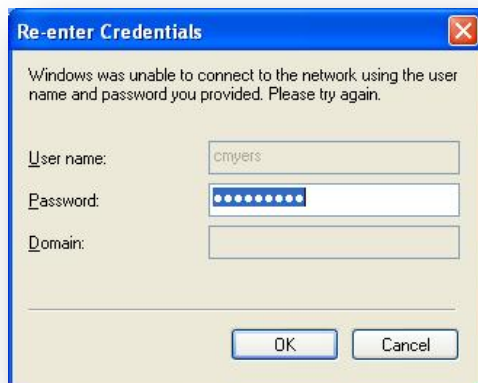 Re-enter Credentials
Windows was unable to connect to the network using the user
name and password you provided. Please try again.
User name:
cmyers
Password:
●●●●●●●●●
Domain:
OK
Cancel